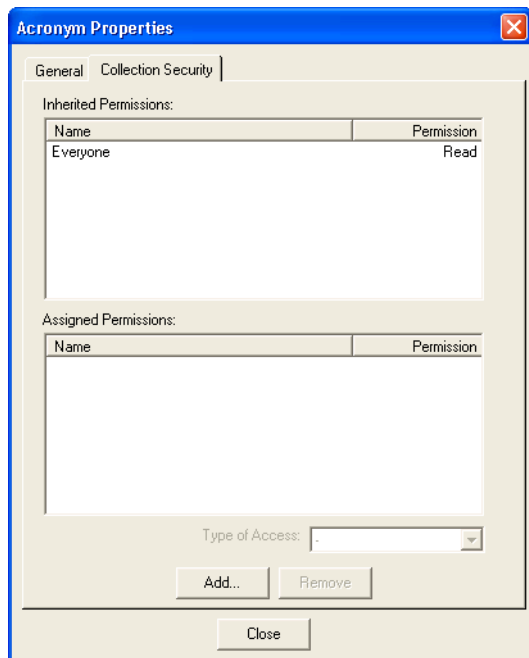 Acronym Properties
General Collection Security
Inherited Permissions:
Name Permission
Everyone Read
Assigned Permissions:
Name Permission
Type of Access: -
Add... Remove
Close